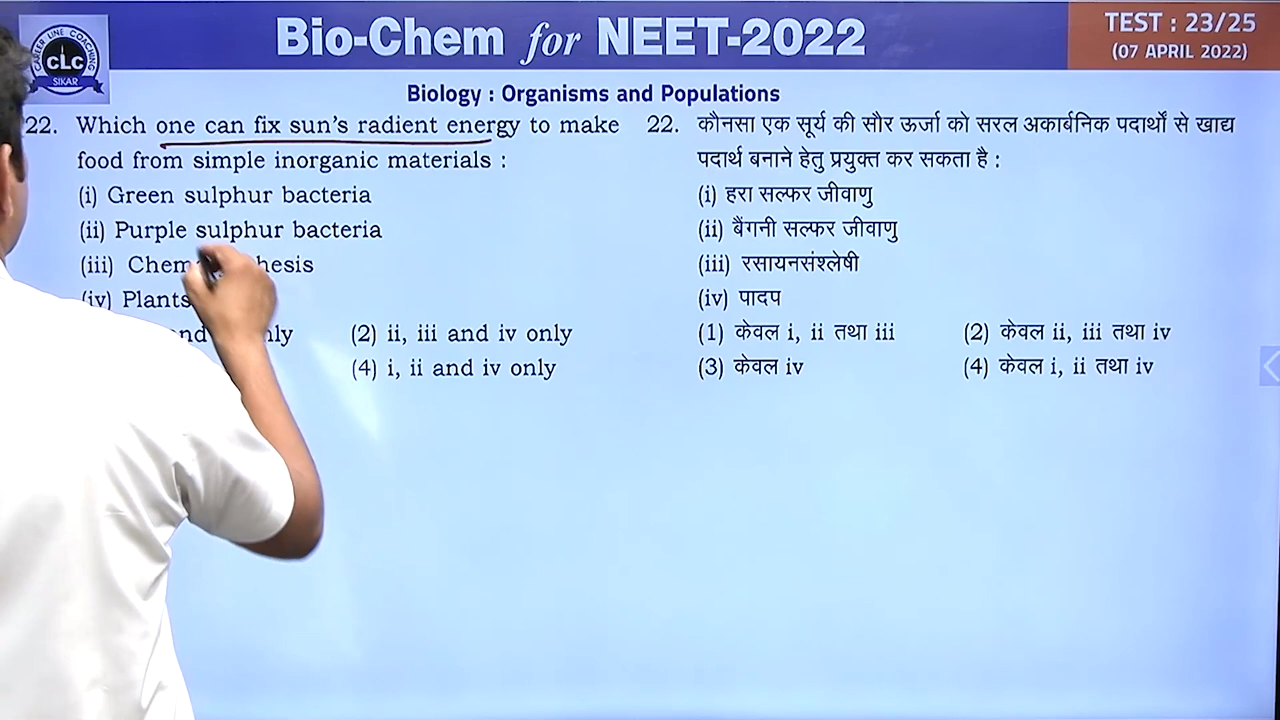 CAREER LINE COACHING
CLC
SIKAR
Bio-Chem for NEET-2022
TEST : 23/25
(07 APRIL 2022)
Biology : Organisms and Populations
22. Which one can fix sun's radient energy to make
food from simple inorganic materials :
(i) Green sulphur bacteria
(ii) Purple sulphur bacteria
(iii)
(iv) Plants
only
(2) ii, iii and iv only
(4) i, ii and iv only
22. कौनसा एक सूर्य की सौर ऊर्जा को सरल अकार्बनिक पदार्थों से खाद्य
पदार्थ बनाने हेतु प्रयुक्त कर सकता है :
(i) हरा सल्फर जीवाणु
(ii) बैंगनी सल्फर जीवाणु
(iii) रसायनसंश्लेषी
(iv) पादप
(1) केवल i, ii तथा iii
(2) केवल ii, iii तथा iv
(3) केवल iv
(4) केवल i, ii तथा iv